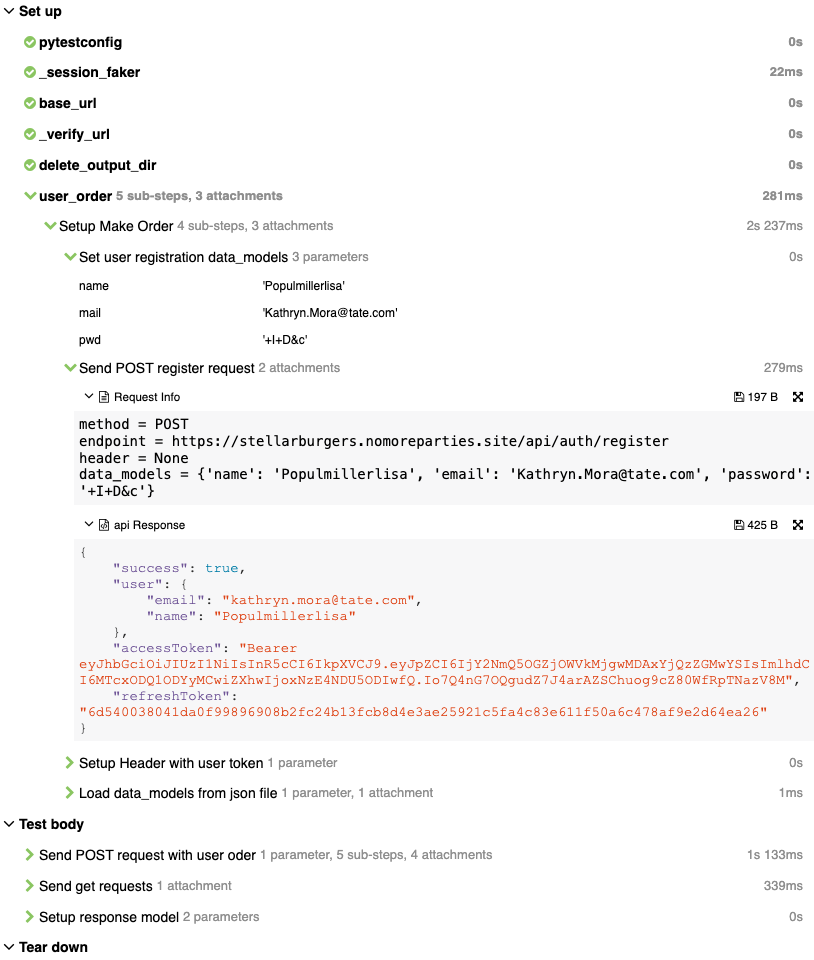 Set up
pytestconfig 0s
_session_faker 22ms
base_url 0s
_verify_url 0s
delete_output_dir 0s
user_order 5 sub-steps, 3 attachments 281ms
Setup Make Order 4 sub-steps, 3 attachments 2s 237ms
Set user registration data_models 3 parameters 0s
name 'Populmillerlisa'
mail 'Kathryn.Mora@tate.com'
pwd '+I+D&c'
Send POST register request 2 attachments 279ms
Request Info 197 B
method = POST
endpoint = https://stellarburgers.nomoreparties.site/api/auth/register
header = None
data_models = {'name': 'Populmillerlisa', 'email': 'Kathryn.Mora@tate.com', 'password':
'+I+D&c'}
api Response 425 B
{
"success": true,
"user": {
"email": "kathryn.mora@tate.com",
"name": "Populmillerlisa"
},
"accessToken": "Bearer
eyJhbGciOiJIUzI1NiIsInR5cCI6IkpXVCJ9.eyJpZCI6IjY2NmQ5OGZjOWVkMjgwMDAxYjQzZGMwYSIsImlhdC
I6MTcxODQ1ODYyMCwiZXhwIjoxNzE4NDU5ODIwfQ.Io7Q4nG7OQgudZ7J4arAZSChuog9cZ80WfRpTNazV8M",
"refreshToken":
"6d540038041da0f99896908b2fc24b13fcb8d4e3ae25921c5fa4c83e611f50a6c478af9e2d64ea26"
}
Setup Header with user token 1 parameter 0s
Load data_models from json file 1 parameter, 1 attachment 1ms
Test body
Send POST request with user oder 1 parameter, 5 sub-steps, 4 attachments 1s 133ms
Send get requests 1 attachment 339ms
Setup response model 2 parameters 0s
Tear down